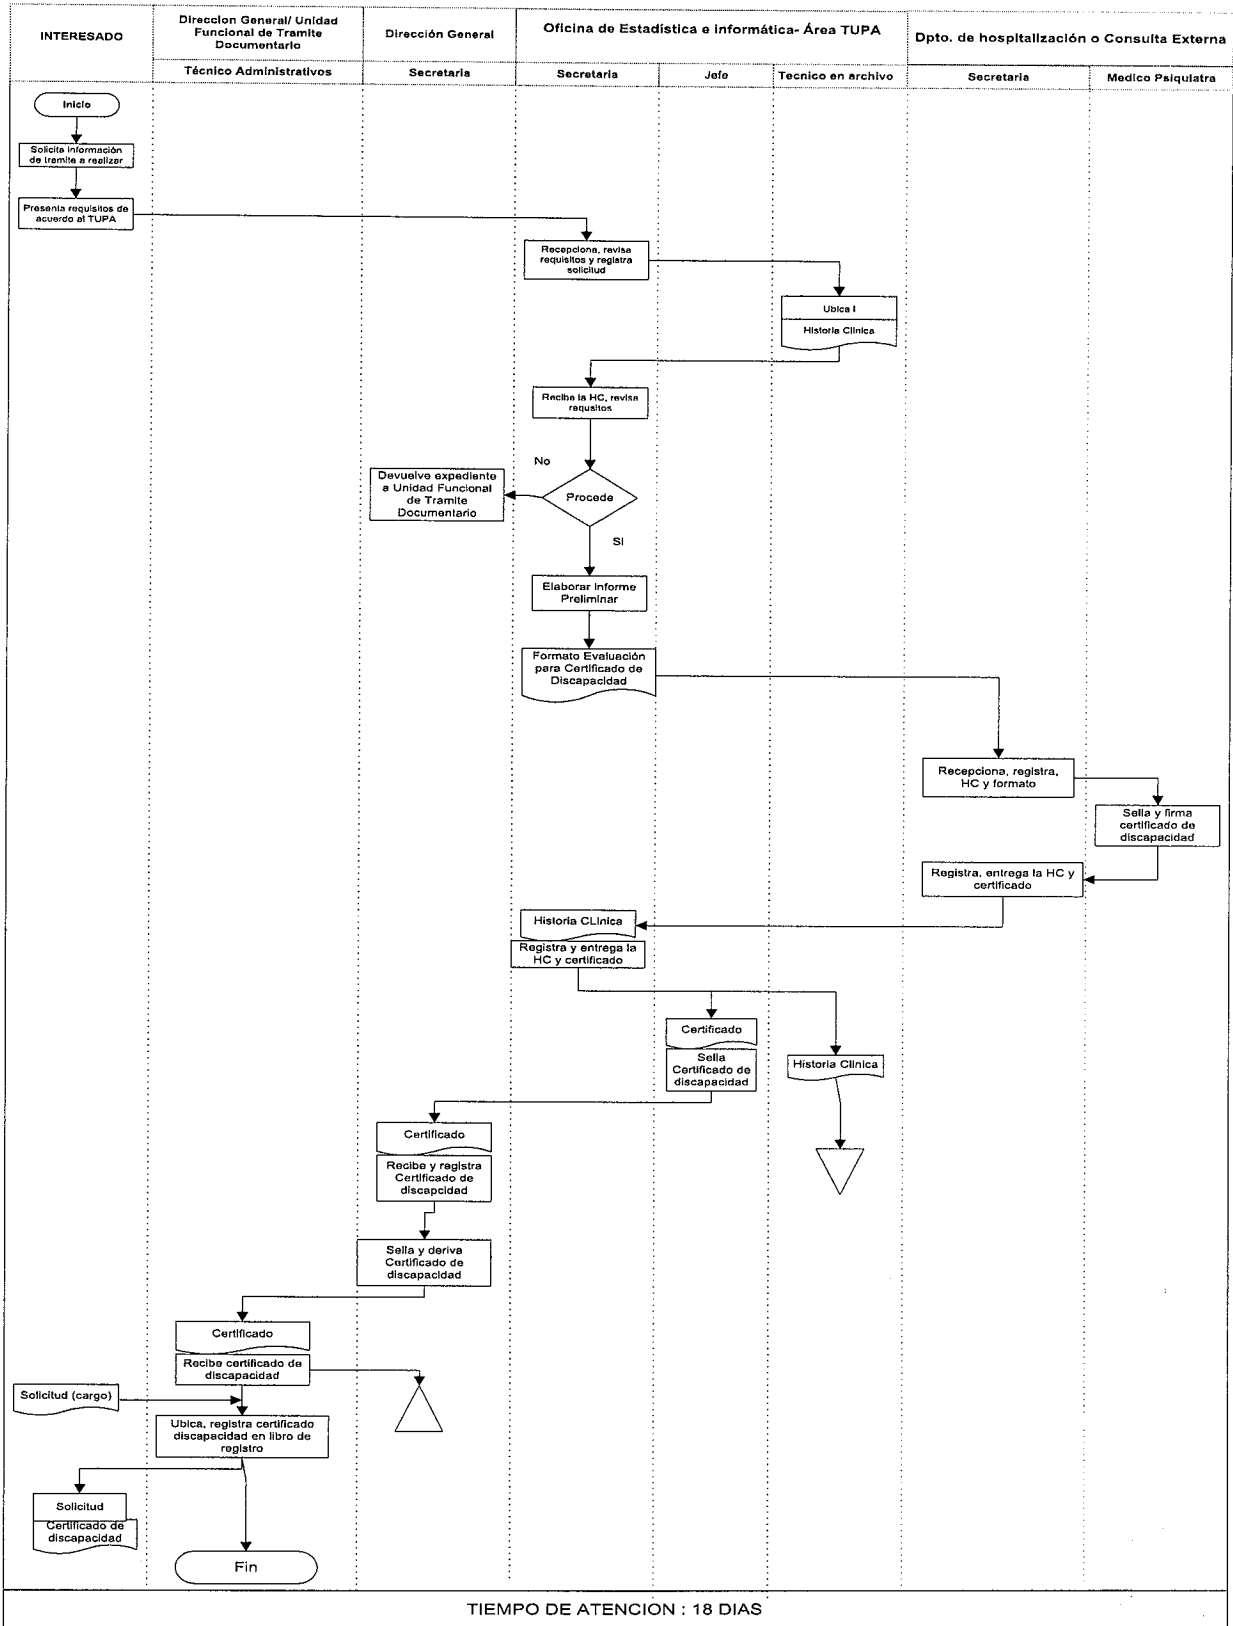 INTERESADO
Direccion General/ Unidad
Funcional de Tramite
Documentario
Dirección General
Oficina de Estadística e informática- Área TUPA
Dpto. de hospitalización o Consulta Externa
Técnico Administrativos
Secretaria
Secretaria
Jefe
Tecnico en archivo
Secretaria
Medico Psiquiatra
Inicio
Solicita información
de tramite a realizar
Presenta requisitos de
acuerdo al TUPA
Recepciona, revisa
requisitos y registra
solicitud
Ubica l
Historia Clinica
Recibe la HC, revisa
requsitos
No
Devuelve expediente
a Unidad Funcional
de Tramite
Documentario
Procede
SI
Elaborar Informe
Preliminar
Formato Evaluación
para Certificado de
Discapacidad
Recepciona, registra,
HC y formato
Sella y firma
certificado de
discapacidad
Registra, entrega la HC y
certificado
Historia CLinica
Registra y entrega la
HC y certificado
Certificado
Sella
Certificado de
discapacidad
Historia Clinica
Certificado
Recibe y registra
Certificado de
discapcidad
Sella y deriva
Certificado de
discapacidad
Certificado
Recibe certificado de
discapacidad
Solicitud (cargo)
Ubica, registra certificado
discapacidad en libro de
registro
Solicitud
Certificado de
discapacidad
Fin
TIEMPO DE ATENCION : 18 DIAS